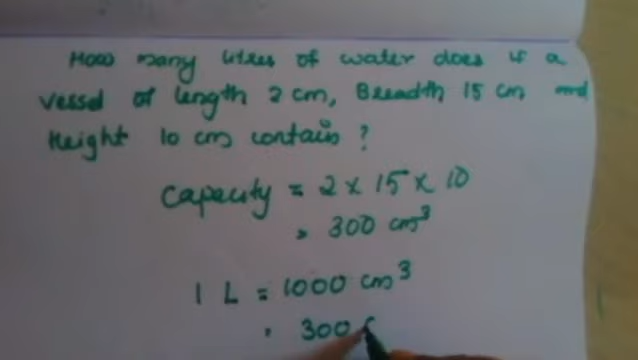 How many litres of water does if a
vessel of length 2 cm, Breadth 15 cm and
height 10 cm contain ?
Capacity = 2 × 15 × 10
= 300 cm³
1 L = 1000 cm³
= 300